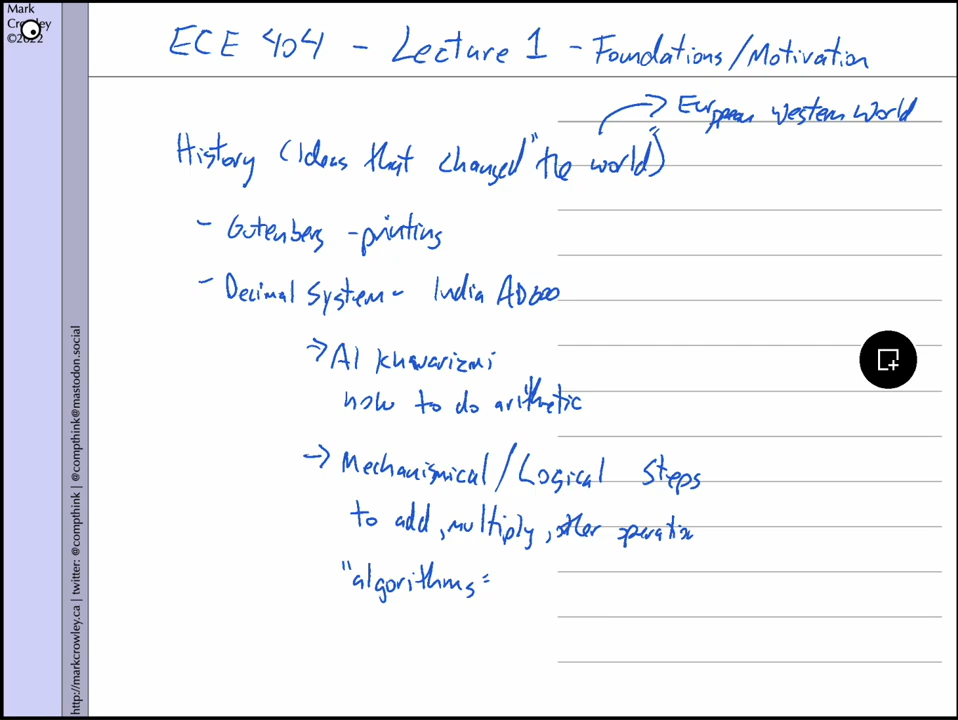 Mark
Crowley
©2022
ECE 404 - Lecture 1 - Foundations/Motivation
→ European Western World
History (Ideas that changed "the world")
- Gutenberg - printing
- Decimal System - India AD600
→ Al khawarizmi
how to do arithmetic
→ Mechanismical/Logical Steps
to add, multiply, other operation
"algorithms"
http://markcrowley.ca | twitter: @compthink | @compthink@mastodon.social